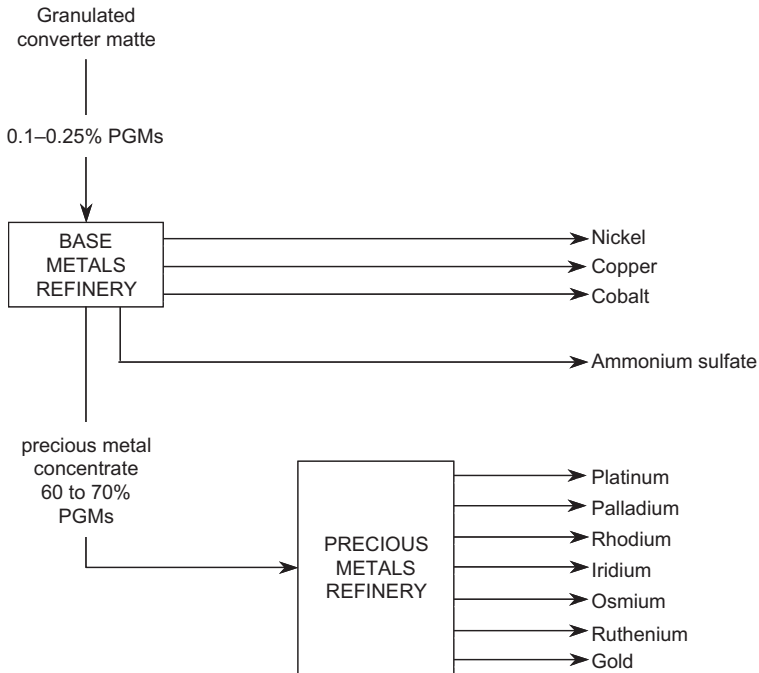 Granulated
converter matte
0.1–0.25% PGMs
BASE
METALS
REFINERY
Nickel
Copper
Cobalt
Ammonium sulfate
precious metal
concentrate
60 to 70%
PGMs
PRECIOUS
METALS
REFINERY
Platinum
Palladium
Rhodium
Iridium
Osmium
Ruthenium
Gold